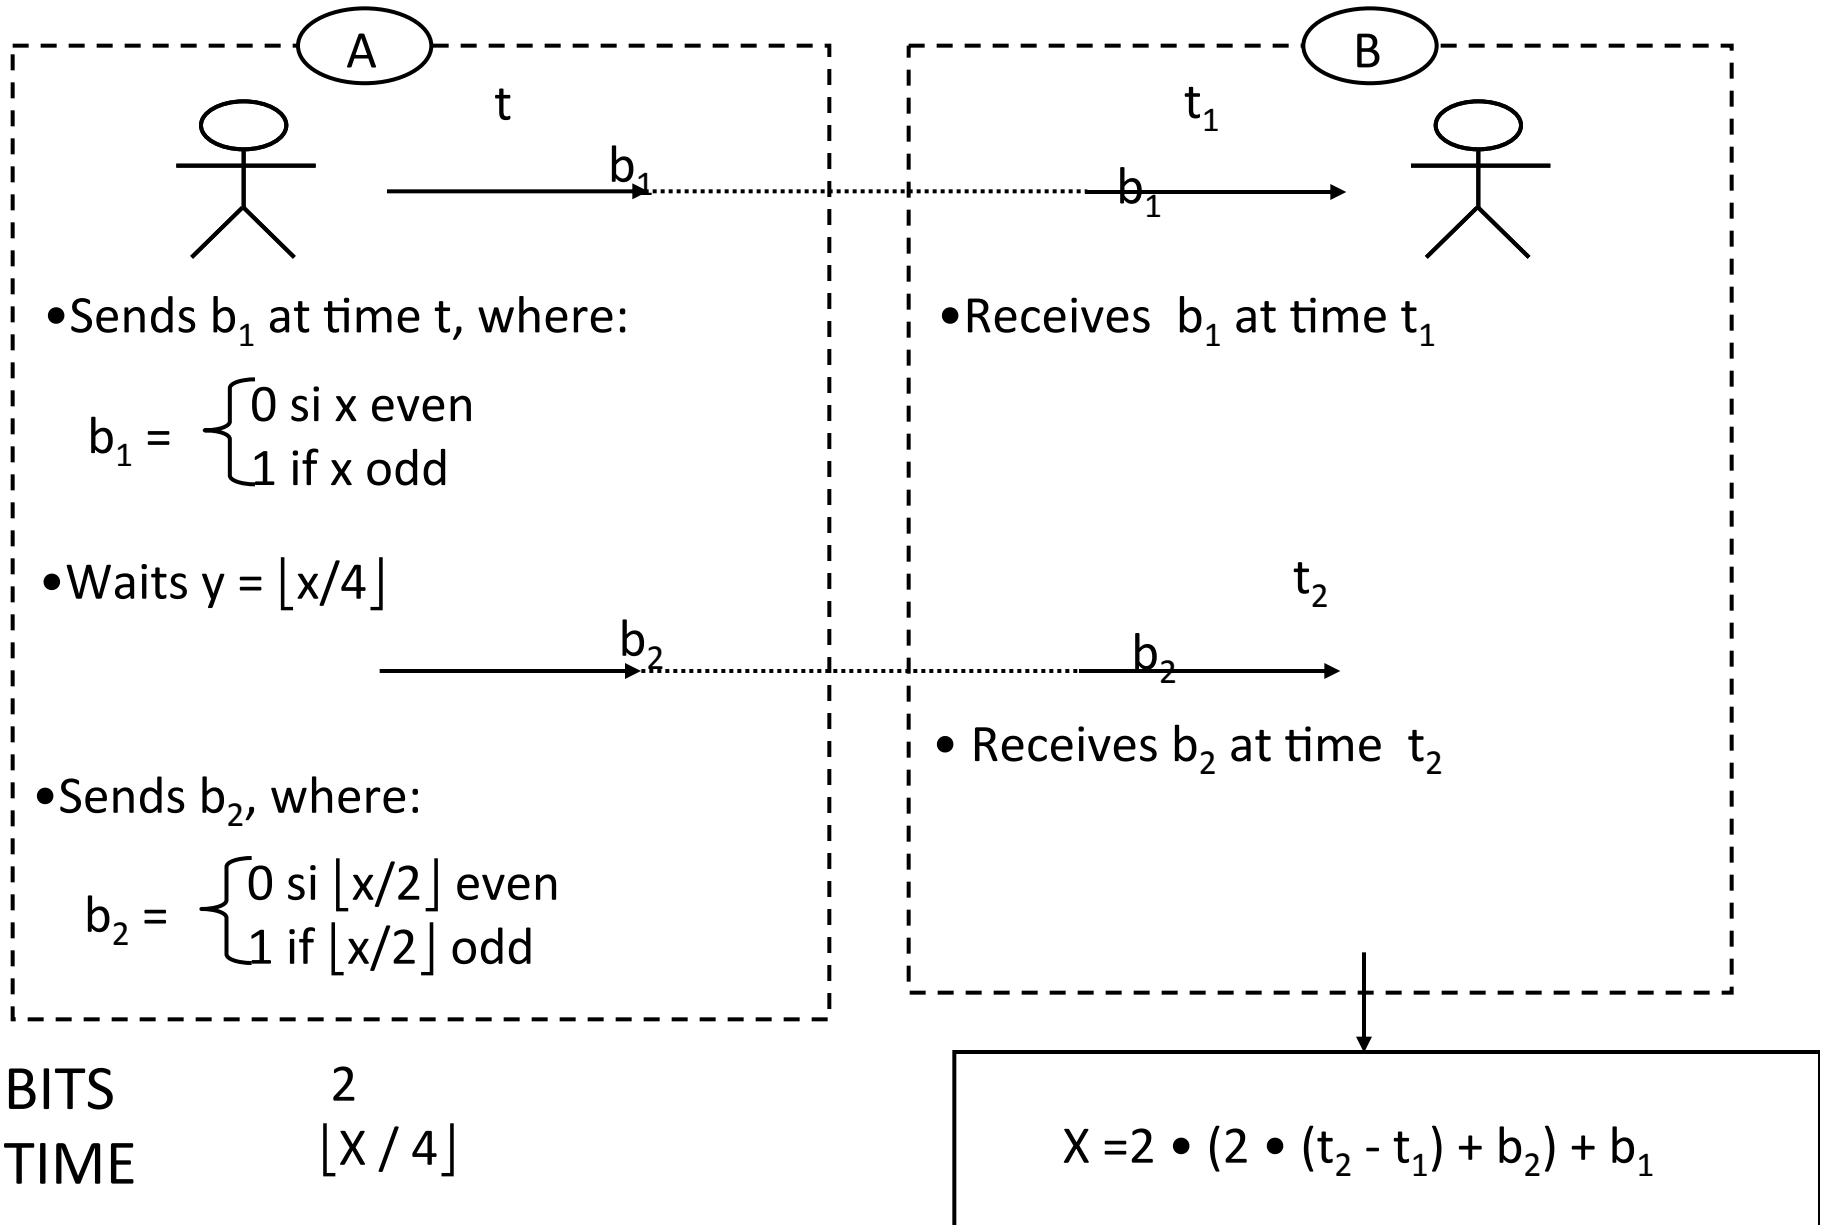 A
B
t
t₁
b₁
b₁
•Sends b₁ at time t, where:
•Receives b₁ at time t₁
b₁ =
0 si x even
1 if x odd
•Waits y = ⌊x/4⌋
t₂
b₂
b₂
• Receives b₂ at time t₂
•Sends b₂, where:
b₂ =
0 si ⌊x/2⌋ even
1 if ⌊x/2⌋ odd
BITS 2
TIME ⌊X / 4⌋
X =2 • (2 • (t₂ - t₁) + b₂) + b₁